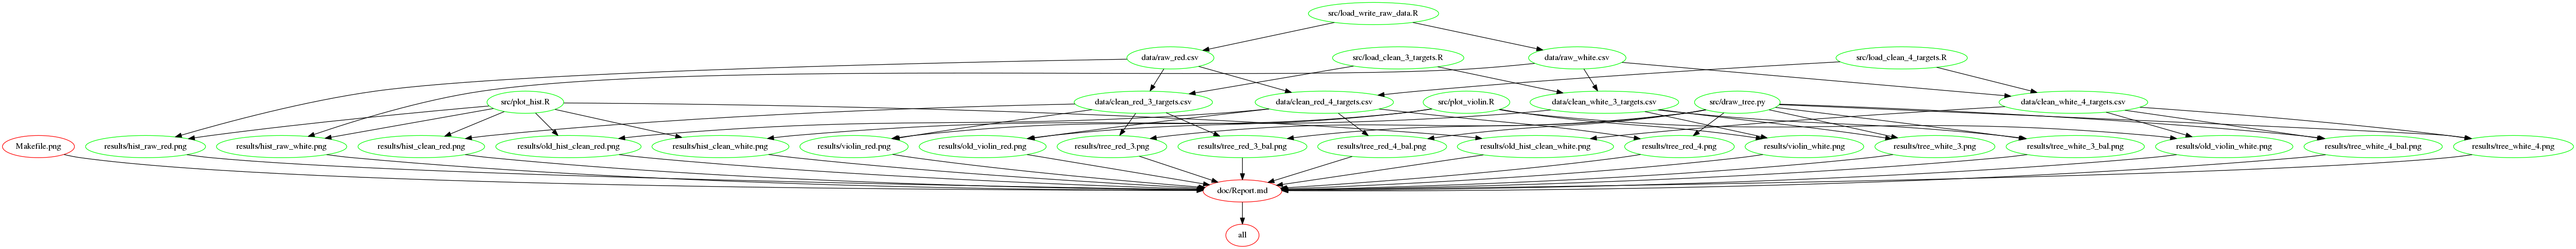 src/load_write_raw_data.R
data/raw_red.csv
src/load_clean_3_targets.R
data/raw_white.csv
src/load_clean_4_targets.R
src/plot_hist.R
data/clean_red_3_targets.csv
data/clean_red_4_targets.csv
src/plot_violin.R
data/clean_white_3_targets.csv
src/draw_tree.py
data/clean_white_4_targets.csv
Makefile.png
results/hist_raw_red.png
results/hist_raw_white.png
results/hist_clean_red.png
results/old_hist_clean_red.png
results/hist_clean_white.png
results/violin_red.png
results/old_violin_red.png
results/tree_red_3.png
results/tree_red_3_bal.png
results/tree_red_4_bal.png
results/old_hist_clean_white.png
results/tree_red_4.png
results/violin_white.png
results/tree_white_3.png
results/tree_white_3_bal.png
results/old_violin_white.png
results/tree_white_4_bal.png
results/tree_white_4.png
doc/Report.md
all